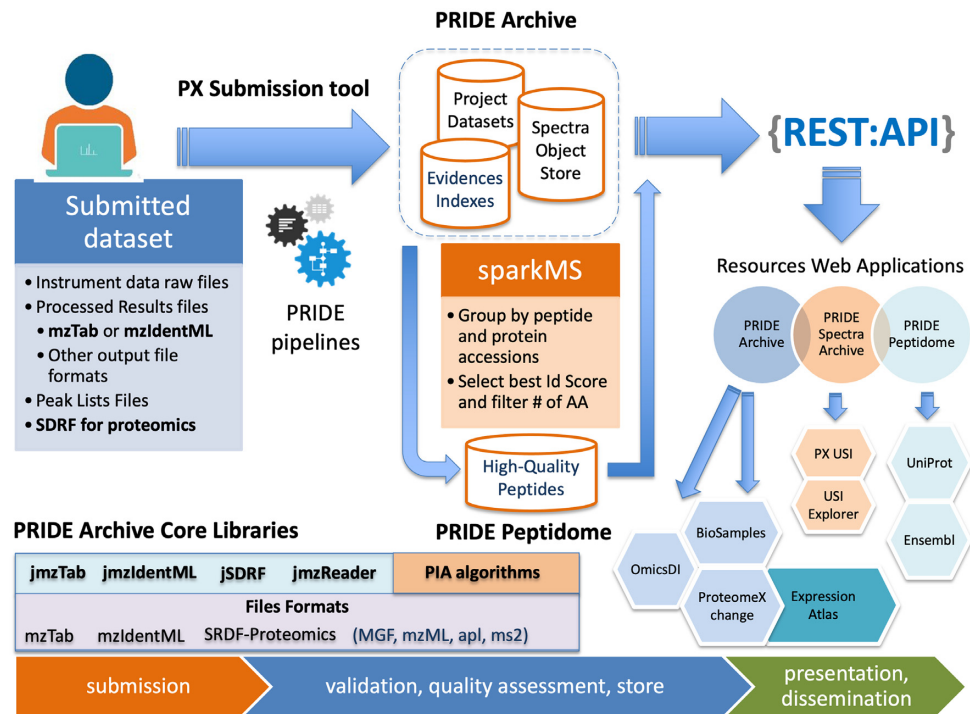 PRIDE Archive
PX Submission tool
Project
Datasets
Spectra
Object
Store
Evidences
Indexes
{REST:API}
Submitted
dataset
• Instrument data raw files
• Processed Results files
• mzTab or mzIdentML
• Other output file
formats
• Peak Lists Files
• SDRF for proteomics
PRIDE
pipelines
sparkMS
• Group by peptide
and protein
accessions
• Select best Id Score
and filter # of AA
High-Quality
Peptides
PRIDE Peptidome
Resources Web Applications
PRIDE
Archive
PRIDE
Spectra
Archive
PRIDE
Peptidome
PX USI
USI
Explorer
UniProt
Ensembl
BioSamples
OmicsDI
ProteomeX
change
Expression
Atlas
PRIDE Archive Core Libraries
jmzTab jmzIdentML jSDRF jmzReader PIA algorithms
Files Formats
mzTab mzIdentML SRDF-Proteomics (MGF, mzML, apl, ms2)
submission
validation, quality assessment, store
presentation,
dissemination